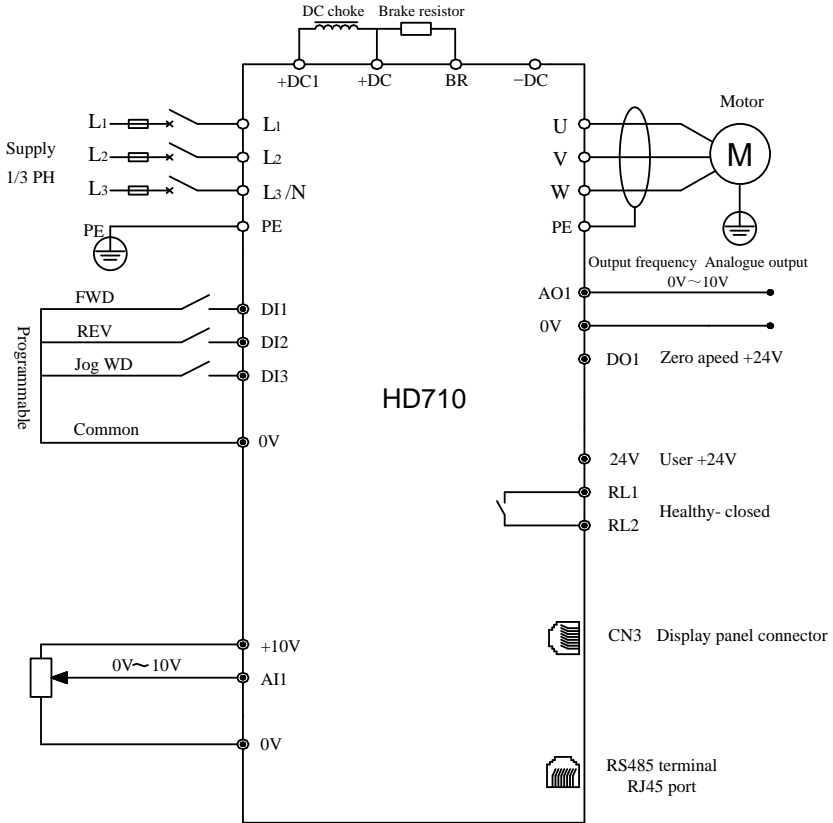 DC choke Brake resistor
+DC1 +DC BR −DC
Supply
1/3 PH
L1 L1
L2 L2
L3 L3/N
PE PE
U
V
W
PE
Motor
M
Output frequency Analogue output
0V～10V
AO1
0V
DO1 Zero apeed +24V
Programmable
FWD DI1
REV DI2
Jog WD DI3
Common 0V
HD710
24V User +24V
RL1
RL2
Healthy- closed
CN3 Display panel connector
+10V
0V～10V AI1
0V
RS485 terminal
RJ45 port